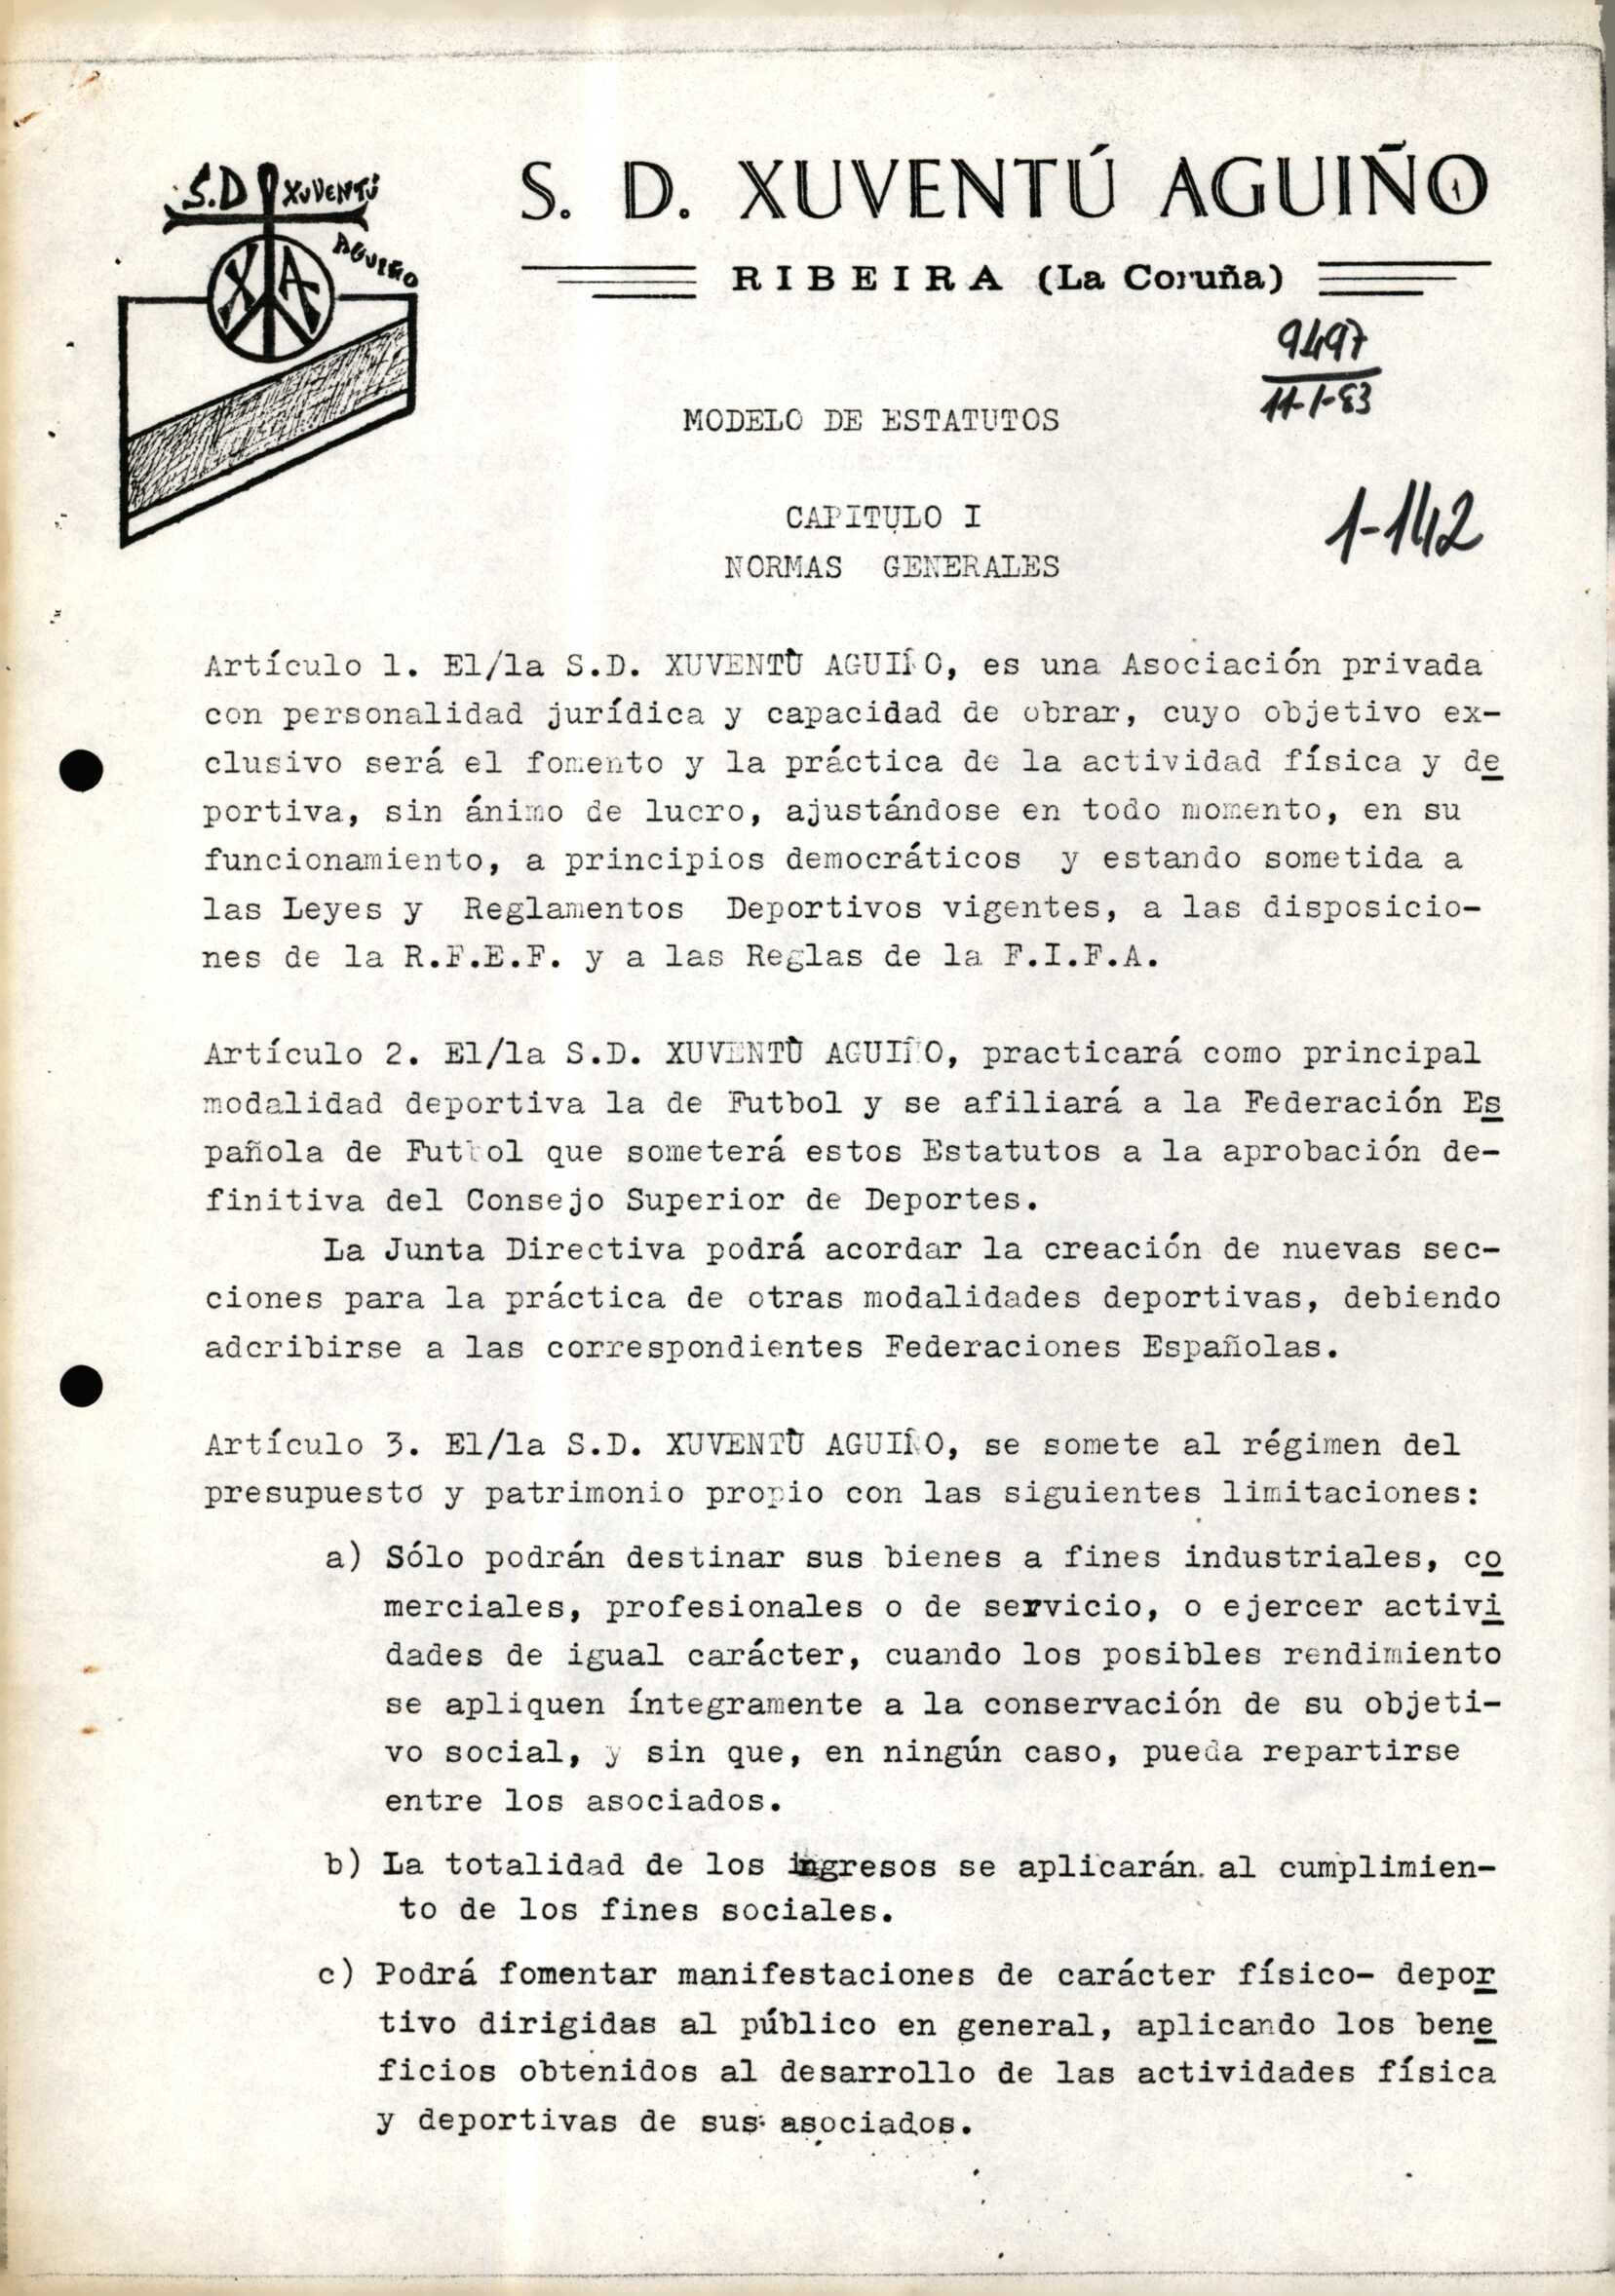 S.D XUVENTÚ
AGUIÑO
XA
S. D. XUVENTÚ AGUIÑO
RIBEIRA (La Coruña)
9497
11-1-83
MODELO DE ESTATUTOS
1-142
CAPITULO I
NORMAS GENERALES
Artículo 1. El/la S.D. XUVENTÚ AGUIÑO, es una Asociación privada
con personalidad jurídica y capacidad de obrar, cuyo objetivo ex-
clusivo será el fomento y la práctica de la actividad física y de
portiva, sin ánimo de lucro, ajustándose en todo momento, en su
funcionamiento, a principios democráticos y estando sometida a
las Leyes y Reglamentos Deportivos vigentes, a las disposicio-
nes de la R.F.E.F. y a las Reglas de la F.I.F.A.
Artículo 2. El/la S.D. XUVENTÚ AGUIÑO, practicará como principal
modalidad deportiva la de Futbol y se afiliará a la Federación Es
pañola de Futbol que someterá estos Estatutos a la aprobación de-
finitiva del Consejo Superior de Deportes.
La Junta Directiva podrá acordar la creación de nuevas sec-
ciones para la práctica de otras modalidades deportivas, debiendo
adcribirse a las correspondientes Federaciones Españolas.
Artículo 3. El/la S.D. XUVENTÚ AGUIÑO, se somete al régimen del
presupuesto y patrimonio propio con las siguientes limitaciones:
a) Sólo podrán destinar sus bienes a fines industriales, co
merciales, profesionales o de servicio, o ejercer activi
dades de igual carácter, cuando los posibles rendimiento
se apliquen íntegramente a la conservación de su objeti-
vo social, y sin que, en ningún caso, pueda repartirse
entre los asociados.
b) La totalidad de los ingresos se aplicarán al cumplimien-
to de los fines sociales.
c) Podrá fomentar manifestaciones de carácter físico- depor
tivo dirigidas al público en general, aplicando los bene
ficios obtenidos al desarrollo de las actividades física
y deportivas de sus asociados.